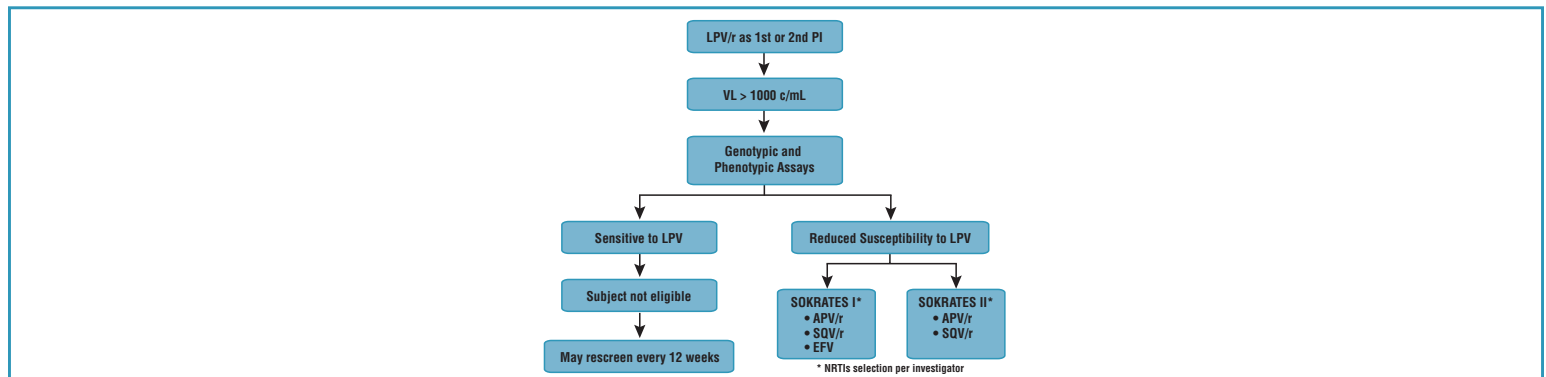 LPV/r as 1st or 2nd PI
VL > 1000 c/mL
Genotypic and
Phenotypic Assays
Sensitive to LPV
Reduced Susceptibility to LPV
Subject not eligible
May rescreen every 12 weeks
SOKRATES I*
• APV/r
• SQV/r
• EFV
SOKRATES II*
• APV/r
• SQV/r
* NRTIs selection per investigator